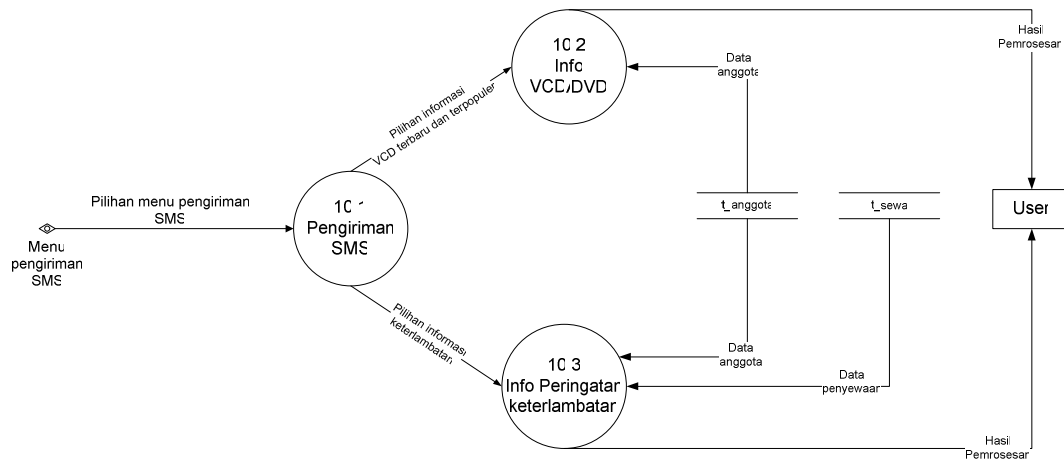 10.2
Info
VCD/DVD
Hasil
Pemrosesan
Data
anggota
Pilihan informasi
VCD terbaru dan terpopuler
Pilihan menu pengiriman
SMS
Menu
pengiriman
SMS
10.1
Pengiriman
SMS
t_anggota
t_sewa
User
Pilihan informasi
keterlambatan
10.3
Info Peringatan
keterlambatan
Data
anggota
Data
penyewaan
Hasil
Pemrosesan